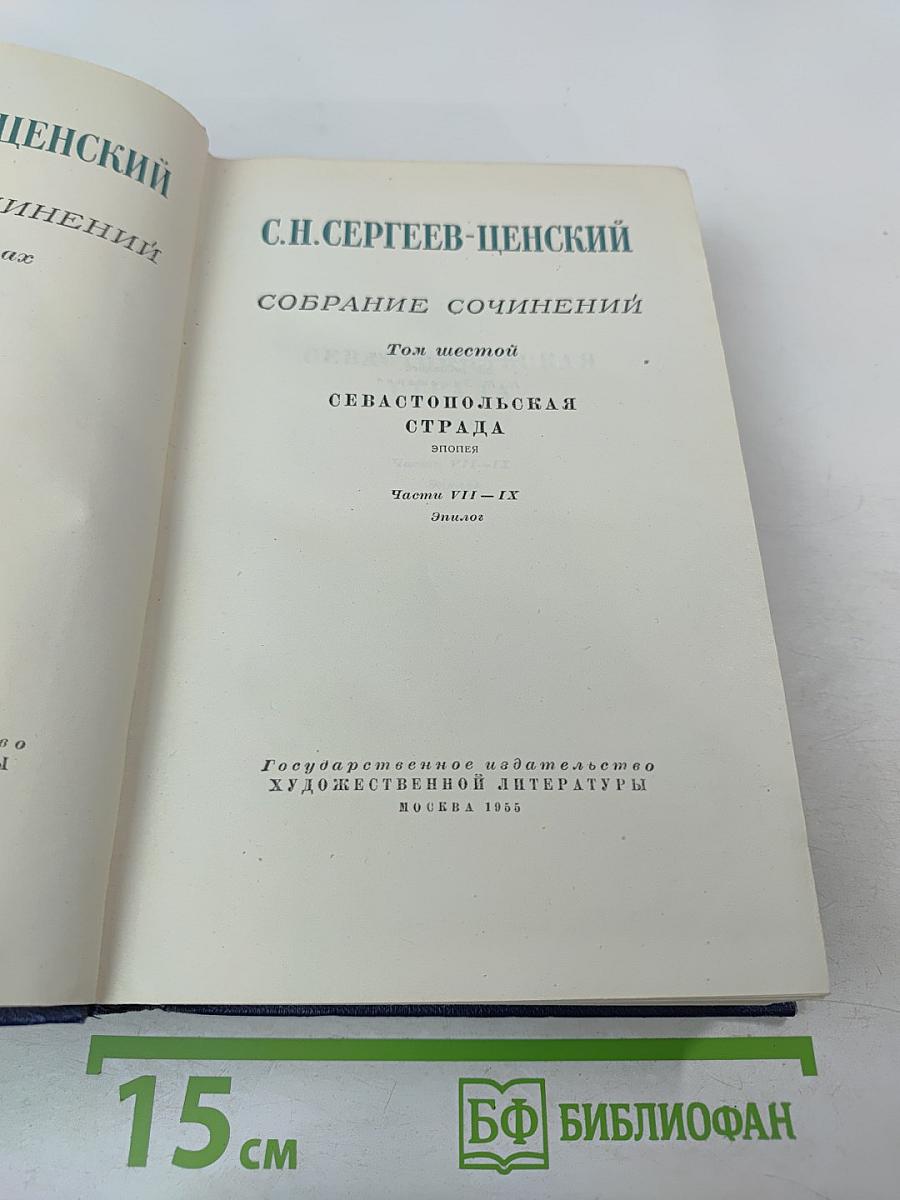 ЦЕНСКИЙ
ЧИНЕНИЙ
ах
во
Ы
С.Н.СЕРГЕЕВ-ЦЕНСКИЙ
СОБРАНИЕ СОЧИНЕНИЙ
Том шестой
СЕВАСТОПОЛЬСКАЯ
СТРАДА
ЭПОПЕЯ
Части VII — IX
Эпилог
Государственное издательство
ХУДОЖЕСТВЕННОЙ ЛИТЕРАТУРЫ
МОСКВА 1955
15 см
БФ БИБЛИОФАН